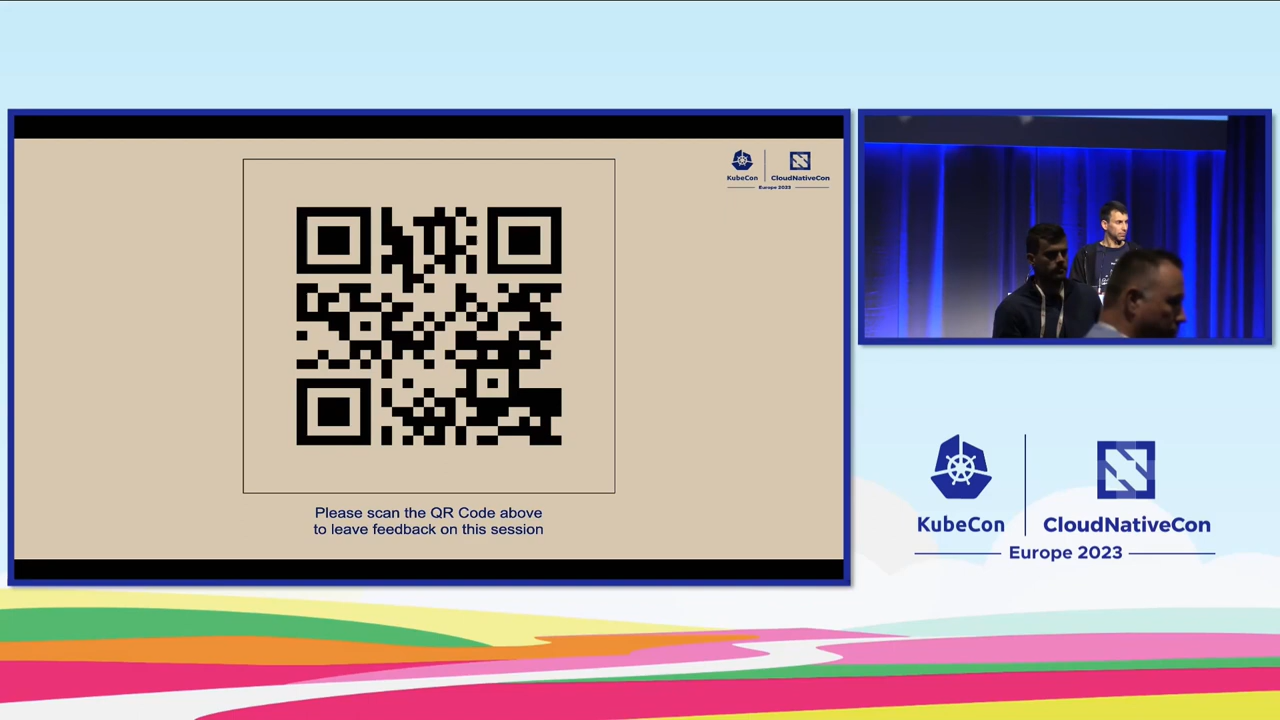 KubeCon
CloudNativeCon
Europe 2023
Please scan the QR Code above
to leave feedback on this session
KubeCon
CloudNativeCon
Europe 2023